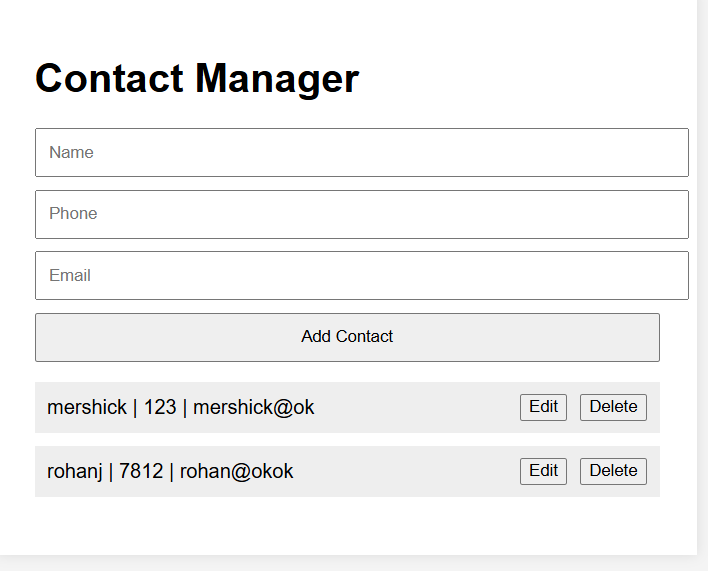 Contact Manager
Name
Phone
Email
Add Contact
mershick | 123 | mershick@ok Edit Delete
rohanj | 7812 | rohan@okok Edit Delete